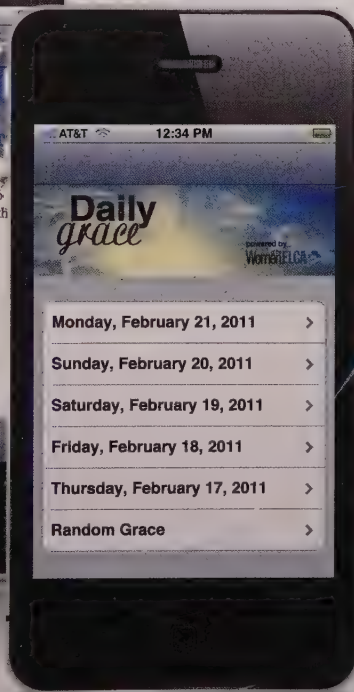 AT&T 12:34 PM
Daily
grace
powered by...
WomenELCA
Monday, February 21, 2011 >
Sunday, February 20, 2011 >
Saturday, February 19, 2011 >
Friday, February 18, 2011 >
Thursday, February 17, 2011 >
Random Grace >